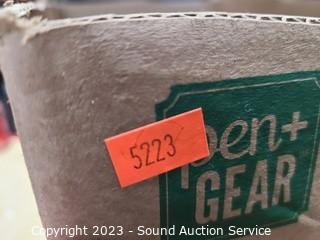 5223
pen+
GEAR
Copyright 2023 - Sound Auction Service